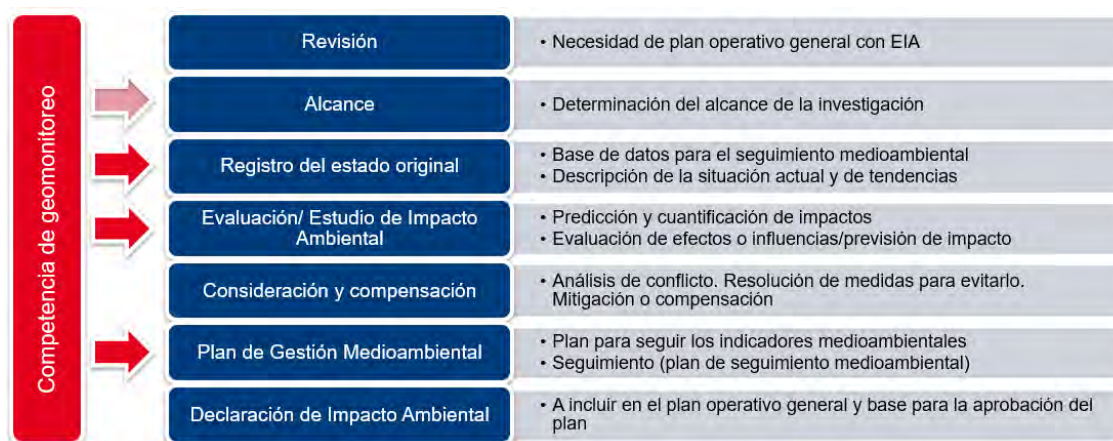 Competencia de geomonitoreo
Revisión
• Necesidad de plan operativo general con EIA
Alcance
• Determinación del alcance de la investigación
Registro del estado original
• Base de datos para el seguimiento medioambiental
• Descripción de la situación actual y de tendencias
Evaluación/ Estudio de Impacto
Ambiental
• Predicción y cuantificación de impactos
• Evaluación de efectos o influencias/previsión de impacto
Consideración y compensación
• Análisis de conflicto. Resolución de medidas para evitarlo.
Mitigación o compensación
Plan de Gestión Medioambiental
• Plan para seguir los indicadores medioambientales
• Seguimiento (plan de seguimiento medioambiental)
Declaración de Impacto Ambiental
• A incluir en el plan operativo general y base para la aprobación del
plan